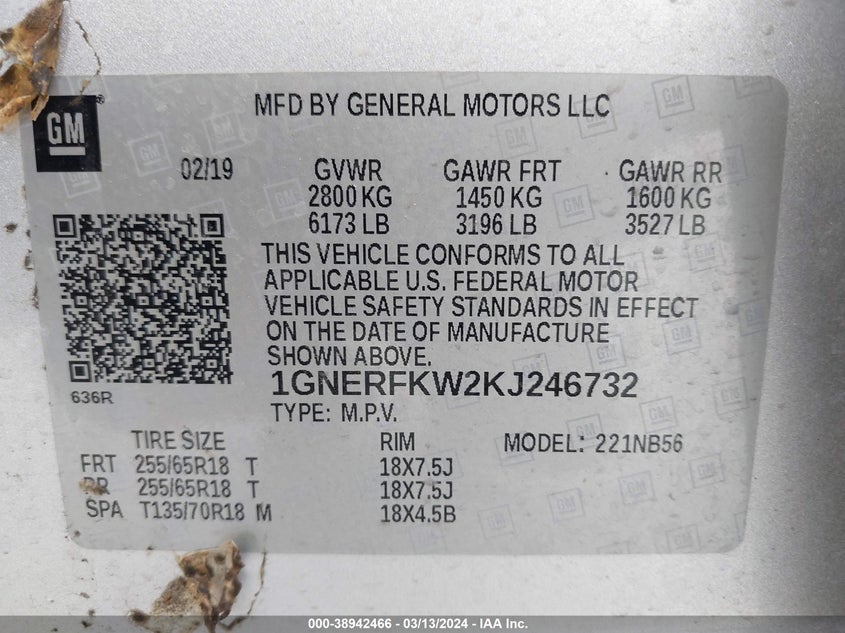 GM
MFD BY GENERAL MOTORS LLC
02/19 GVWR GAWR FRT GAWR RR
2800 KG 1450 KG 1600 KG
6173 LB 3196 LB 3527 LB
THIS VEHICLE CONFORMS TO ALL
APPLICABLE U.S. FEDERAL MOTOR
VEHICLE SAFETY STANDARDS IN EFFECT
ON THE DATE OF MANUFACTURE
SHOWN ABOVE.
1GNERFKW2KJ246732
636R
TYPE: M.P.V.
TIRE SIZE RIM MODEL: 221NB56
FRT 255/65R18 T 18X7.5J
RR 255/65R18 T 18X7.5J
SPA T135/70R18 M 18X4.5B
000-38942466 - 03/13/2024 - IAA Inc.